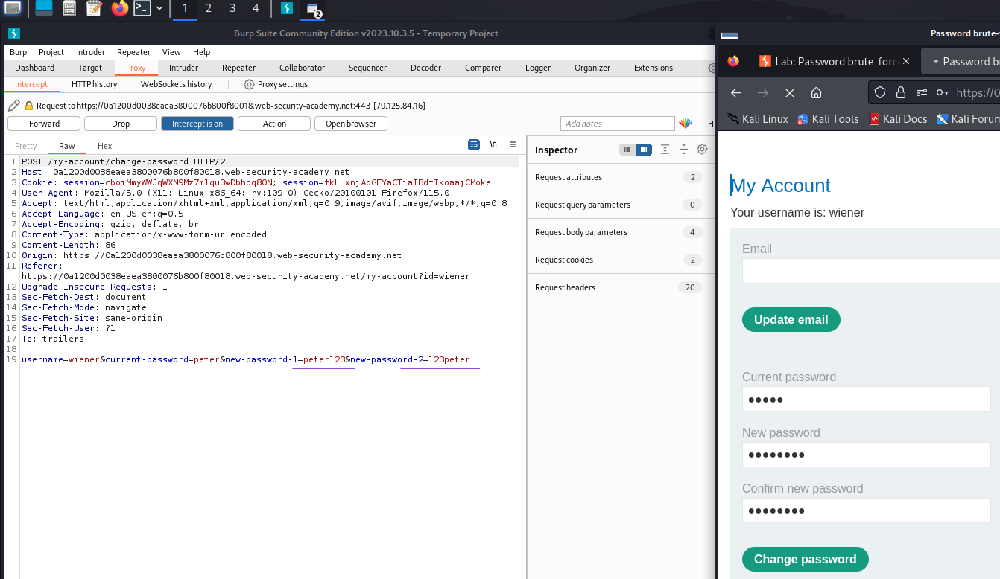 1 2 3 4 2
Burp Suite Community Edition v2023.10.3.5 - Temporary Project
Burp Project Intruder Repeater View Help
Dashboard Target Proxy Intruder Repeater Collaborator Sequencer Decoder Comparer Logger Organizer Extensions
Intercept HTTP history WebSockets history Proxy settings
Request to https://0a1200d0038eaea3800076b800f80018.web-security-academy.net:443 [79.125.84.16]
Forward Drop Intercept is on Action Open browser Add notes
Pretty Raw Hex \n
1 POST /my-account/change-password HTTP/2
2 Host: 0a1200d0038eaea3800076b800f80018.web-security-academy.net
3 Cookie: session=cboiMmyWWJqWXN9Mz7m1qu3wDbhoq8ON; session=fkLLxnjAoGFYaCTiaIBdfIkoaajCMoke
4 User-Agent: Mozilla/5.0 (X11; Linux x86_64; rv:109.0) Gecko/20100101 Firefox/115.0
5 Accept: text/html,application/xhtml+xml,application/xml;q=0.9,image/avif,image/webp,*/*;q=0.8
6 Accept-Language: en-US,en;q=0.5
7 Accept-Encoding: gzip, deflate, br
8 Content-Type: application/x-www-form-urlencoded
9 Content-Length: 86
10 Origin: https://0a1200d0038eaea3800076b800f80018.web-security-academy.net
11 Referer:
https://0a1200d0038eaea3800076b800f80018.web-security-academy.net/my-account?id=wiener
12 Upgrade-Insecure-Requests: 1
13 Sec-Fetch-Dest: document
14 Sec-Fetch-Mode: navigate
15 Sec-Fetch-Site: same-origin
16 Sec-Fetch-User: ?1
17 Te: trailers
18
19 username=wiener&current-password=peter&new-password-1=peter123&new-password-2=123peter
Inspector
Request attributes 2
Request query parameters 0
Request body parameters 4
Request cookies 2
Request headers 20
Password brute-
Lab: Password brute-forc Password b
https://0
Kali Linux Kali Tools Kali Docs Kali Forum
My Account
Your username is: wiener
Email
Update email
Current password
●●●●●
New password
●●●●●●●●
Confirm new password
●●●●●●●●
Change password